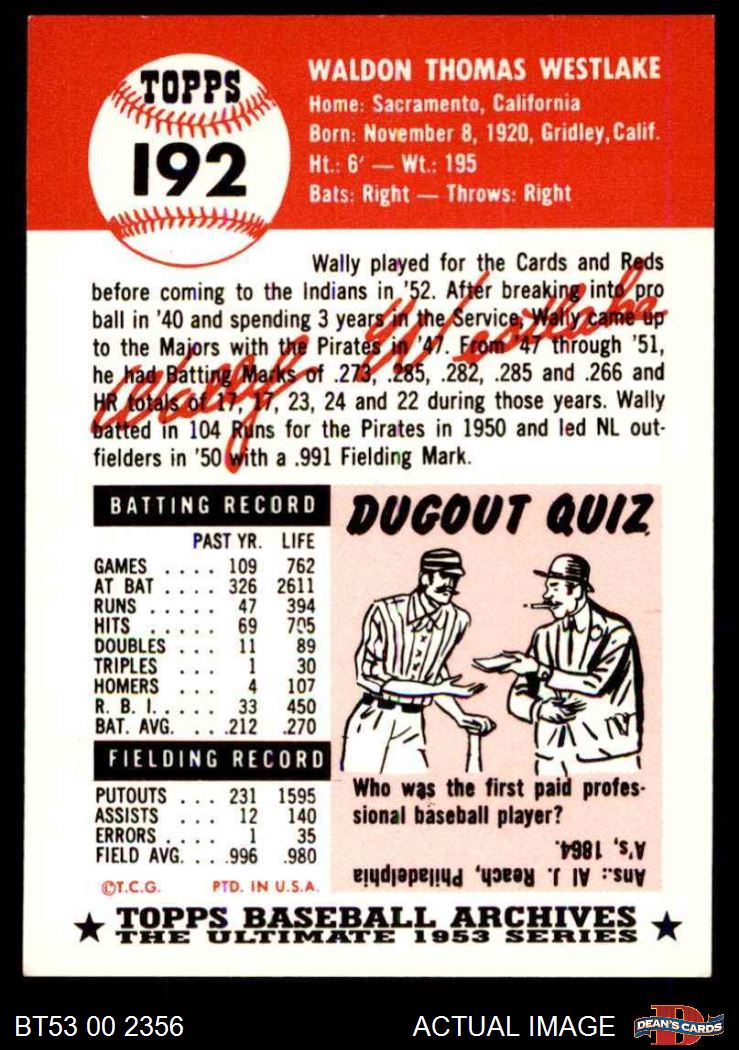 TOPPS
192
WALDON THOMAS WESTLAKE
Home: Sacramento, California
Born: November 8, 1920, Gridley, Calif.
Ht.: 6' — Wt.: 195
Bats: Right — Throws: Right
Wally played for the Cards and Reds
before coming to the Indians in '52. After breaking into pro
ball in '40 and spending 3 years in the Service, Wally came up
to the Majors with the Pirates in '47. From '47 through '51,
he had Batting Marks of .273, .285, .282, .285 and .266 and
HR totals of 17, 17, 23, 24 and 22 during those years. Wally
batted in 104 Runs for the Pirates in 1950 and led NL out-
fielders in '50 with a .991 Fielding Mark.
Wally Westlake
BATTING RECORD
PAST YR. LIFE
GAMES .... 109 762
AT BAT .... 326 2611
RUNS ..... 47 394
HITS ..... 69 705
DOUBLES .... 11 89
TRIPLES .... 1 30
HOMERS .... 4 107
R. B. I. .... 33 450
BAT. AVG. ... .212 .270
FIELDING RECORD
PUTOUTS ... 231 1595
ASSISTS ... 12 140
ERRORS .... 1 35
FIELD AVG. ... .996 .980
©T.C.G. PTD. IN U.S.A.
DUGOUT QUIZ
Who was the first paid profes-
sional baseball player?
Ans.: Al J. Reach, Philadelphia
A's, 1864.
★ TOPPS BASEBALL ARCHIVES ★
THE ULTIMATE 1953 SERIES
BT53 00 2356
ACTUAL IMAGE
D
DEAN'S CARDS